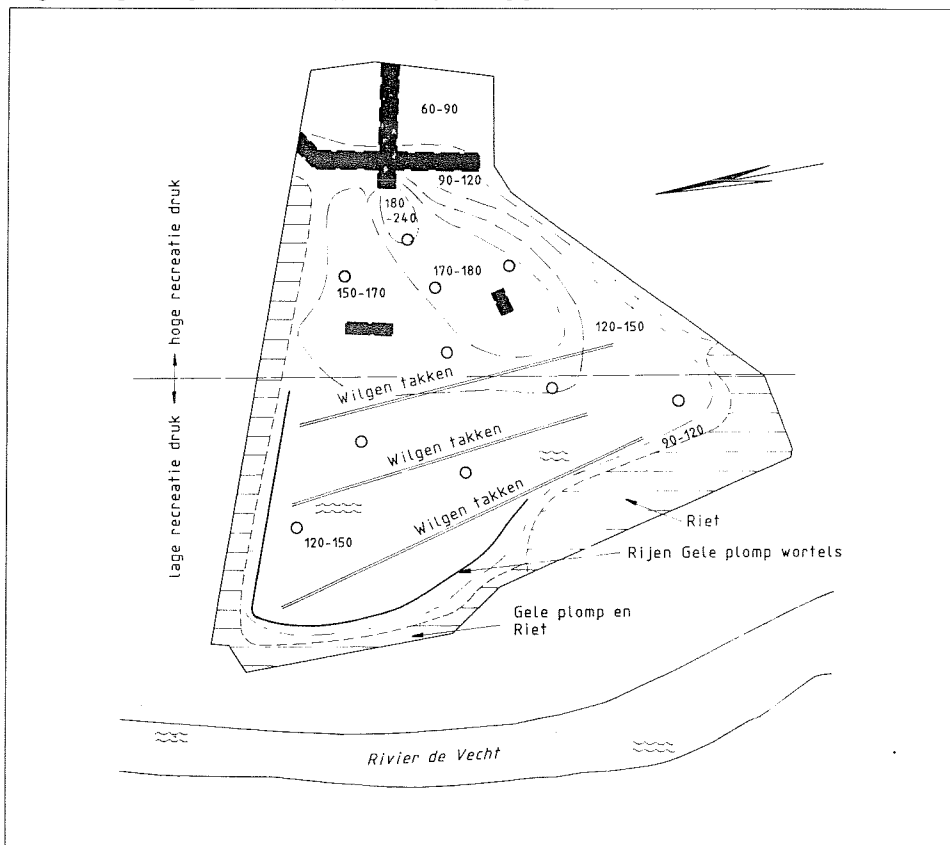 60-90
90-120
180
-240
170-180
150-170
120-150
hoge recreatie druk
lage recreatie druk
Wilgen takken
Wilgen takken
90-120
Wilgen takken
Riet
120-150
Rijen Gele plomp wortels
Gele plomp en
Riet
Rivier de Vecht